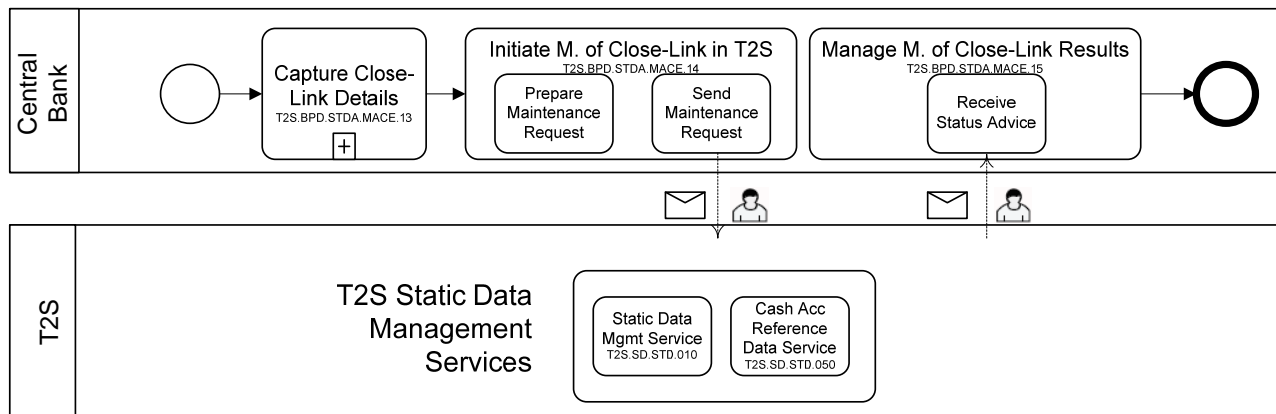 Central
Bank
Capture Close-
Link Details
T2S.BPD.STDA.MACE.13
+
Initiate M. of Close-Link in T2S
T2S.BPD.STDA.MACE.14
Prepare
Maintenance
Request
Send
Maintenance
Request
Manage M. of Close-Link Results
T2S.BPD.STDA.MACE.15
Receive
Status Advice
T2S
T2S Static Data
Management
Services
Static Data
Mgmt Service
T2S.SD.STD.010
Cash Acc
Reference
Data Service
T2S.SD.STD.050